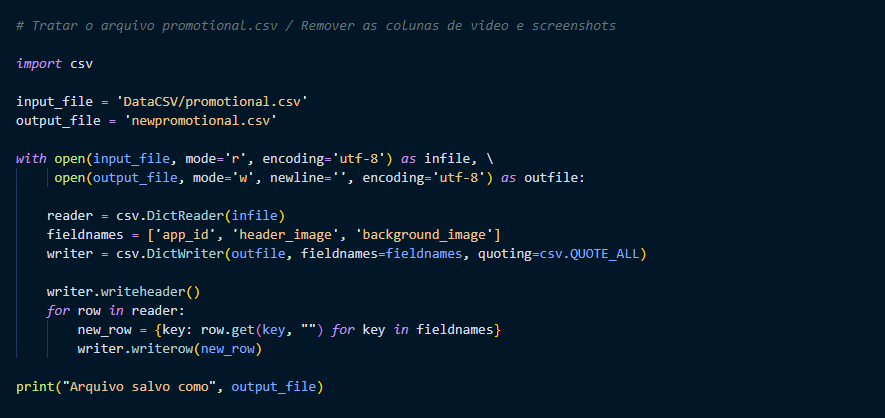 # Tratar o arquivo promotional.csv / Remover as colunas de video e screenshots
import csv
input_file = 'DataCSV/promotional.csv'
output_file = 'newpromotional.csv'
with open(input_file, mode='r', encoding='utf-8') as infile, \
open(output_file, mode='w', newline='', encoding='utf-8') as outfile:
reader = csv.DictReader(infile)
fieldnames = ['app_id', 'header_image', 'background_image']
writer = csv.DictWriter(outfile, fieldnames=fieldnames, quoting=csv.QUOTE_ALL)
writer.writeheader()
for row in reader:
new_row = {key: row.get(key, "") for key in fieldnames}
writer.writerow(new_row)
print("Arquivo salvo como", output_file)